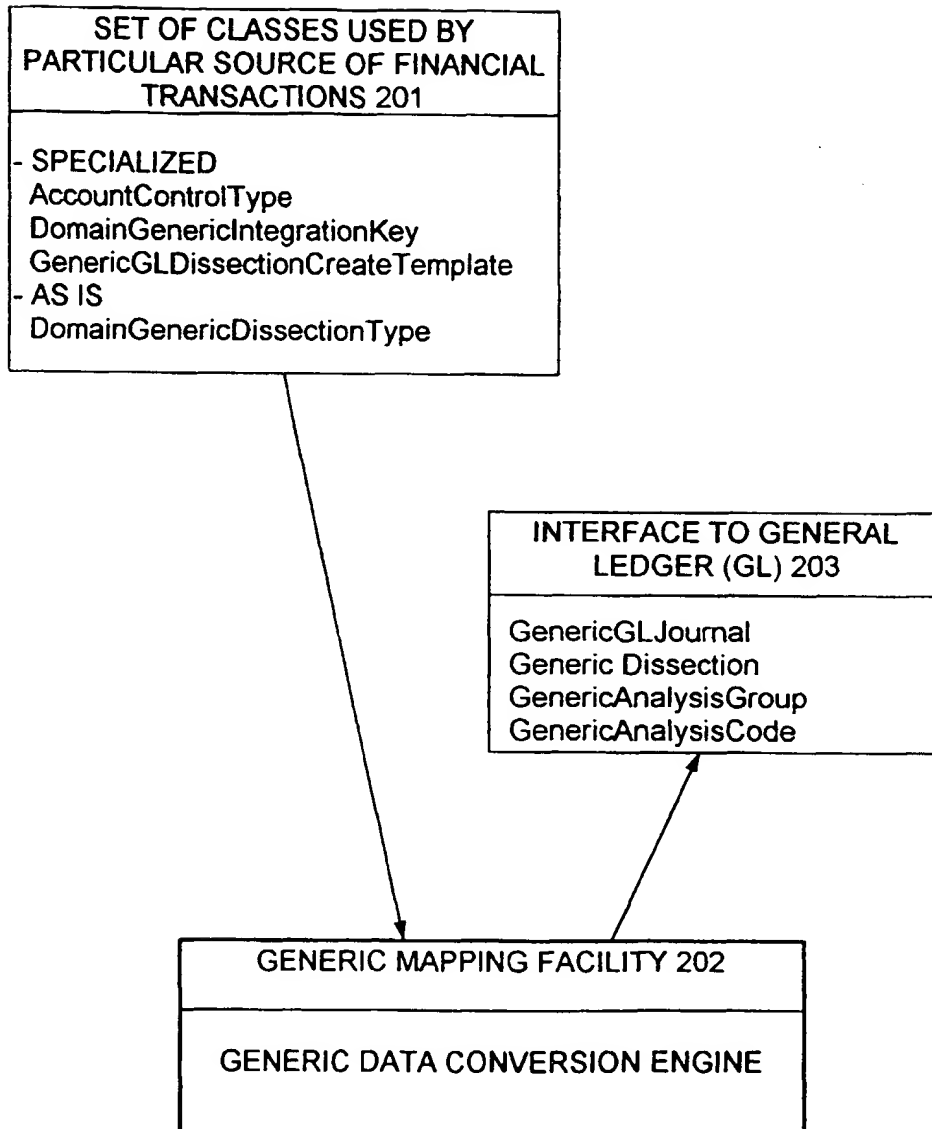 SET OF CLASSES USED BY
PARTICULAR SOURCE OF FINANCIAL
TRANSACTIONS 201
- SPECIALIZED
AccountControlType
DomainGenericIntegrationKey
GenericGLDissectionCreateTemplate
- AS IS
DomainGenericDissectionType
INTERFACE TO GENERAL
LEDGER (GL) 203
GenericGLJournal
Generic Dissection
GenericAnalysisGroup
GenericAnalysisCode
GENERIC MAPPING FACILITY 202
GENERIC DATA CONVERSION ENGINE